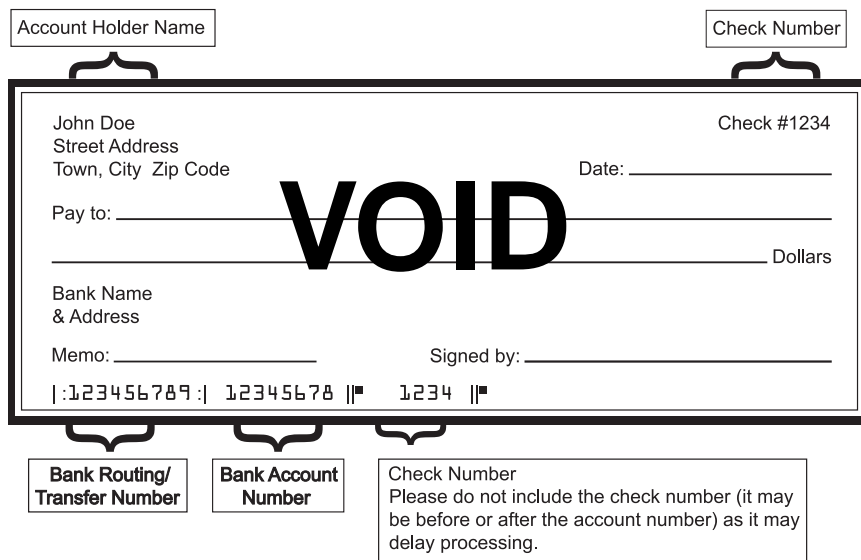 Account Holder Name
Check Number
John Doe
Check #1234
Street Address
Town, City  Zip Code
Date:
VOID
Pay to:
Dollars
Bank Name
& Address
Memo:
Signed by:
|:123456789:| 12345678 ||▪ 1234 ||▪
Bank Routing/
Transfer Number
Bank Account
Number
Check Number
Please do not include the check number (it may
be before or after the account number) as it may
delay processing.